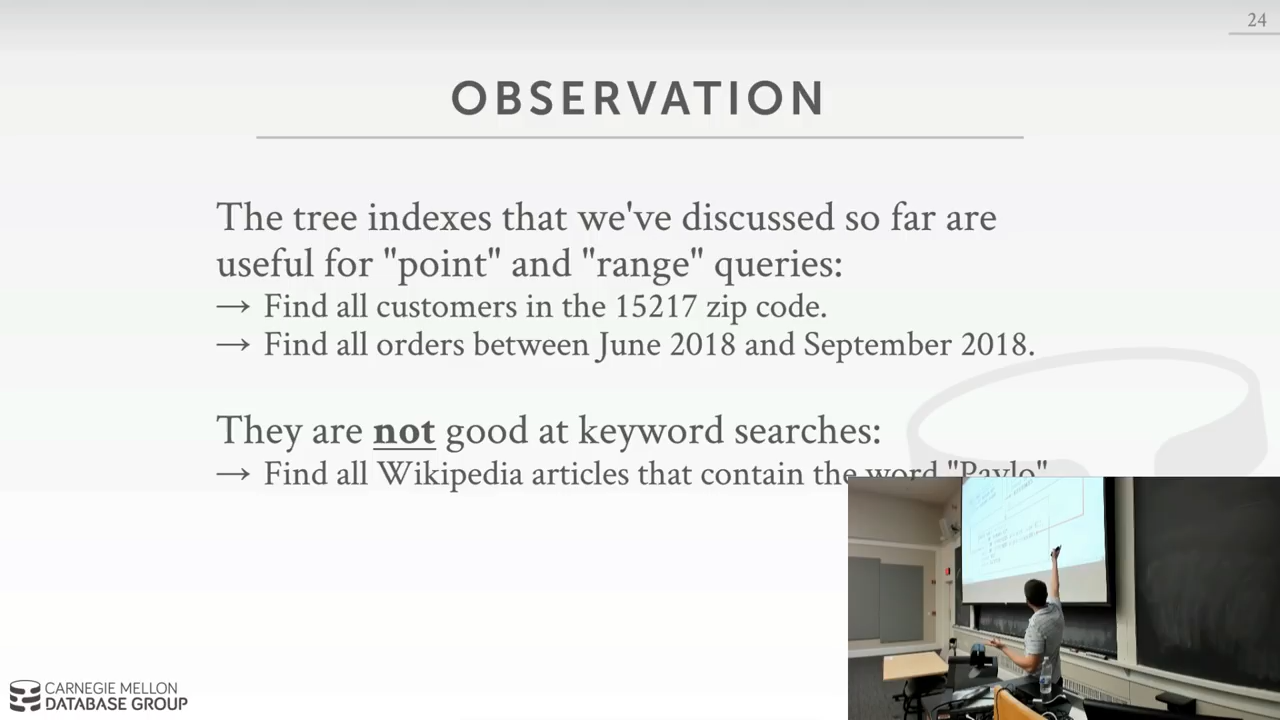 24
OBSERVATION
The tree indexes that we've discussed so far are
useful for "point" and "range" queries:
→ Find all customers in the 15217 zip code.
→ Find all orders between June 2018 and September 2018.
They are not good at keyword searches:
→ Find all Wikipedia articles that contain the word "Pavlo"
CARNEGIE MELLON
DATABASE GROUP